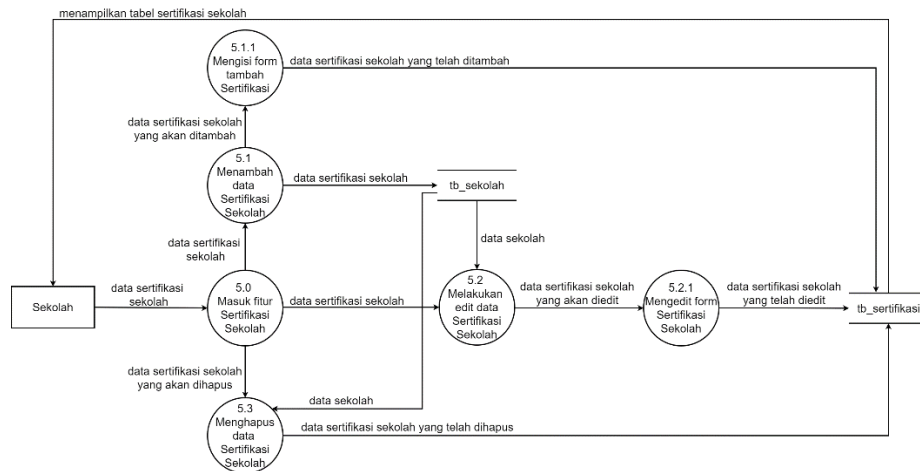 menampilkan tabel sertifikasi sekolah
5.1.1
Mengisi form
tambah
Sertifikasi
data sertifikasi sekolah yang telah ditambah
data sertifikasi sekolah
yang akan ditambah
5.1
Menambah
data
Sertifikasi
Sekolah
data sertifikasi sekolah
tb_sekolah
data sertifikasi
sekolah
data sekolah
Sekolah
data sertifikasi
sekolah
5.0
Masuk fitur
Sertifikasi
Sekolah
data sertifikasi sekolah
5.2
Melakukan
edit data
Sertifikasi
Sekolah
data sertifikasi sekolah
yang akan diedit
5.2.1
Mengedit form
Sertifikasi
Sekolah
data sertifikasi sekolah
yang telah diedit
tb_sertifikasi
data sertifikasi sekolah
yang akan dihapus
data sekolah
5.3
Menghapus
data
Sertifikasi
Sekolah
data sertifikasi sekolah yang telah dihapus